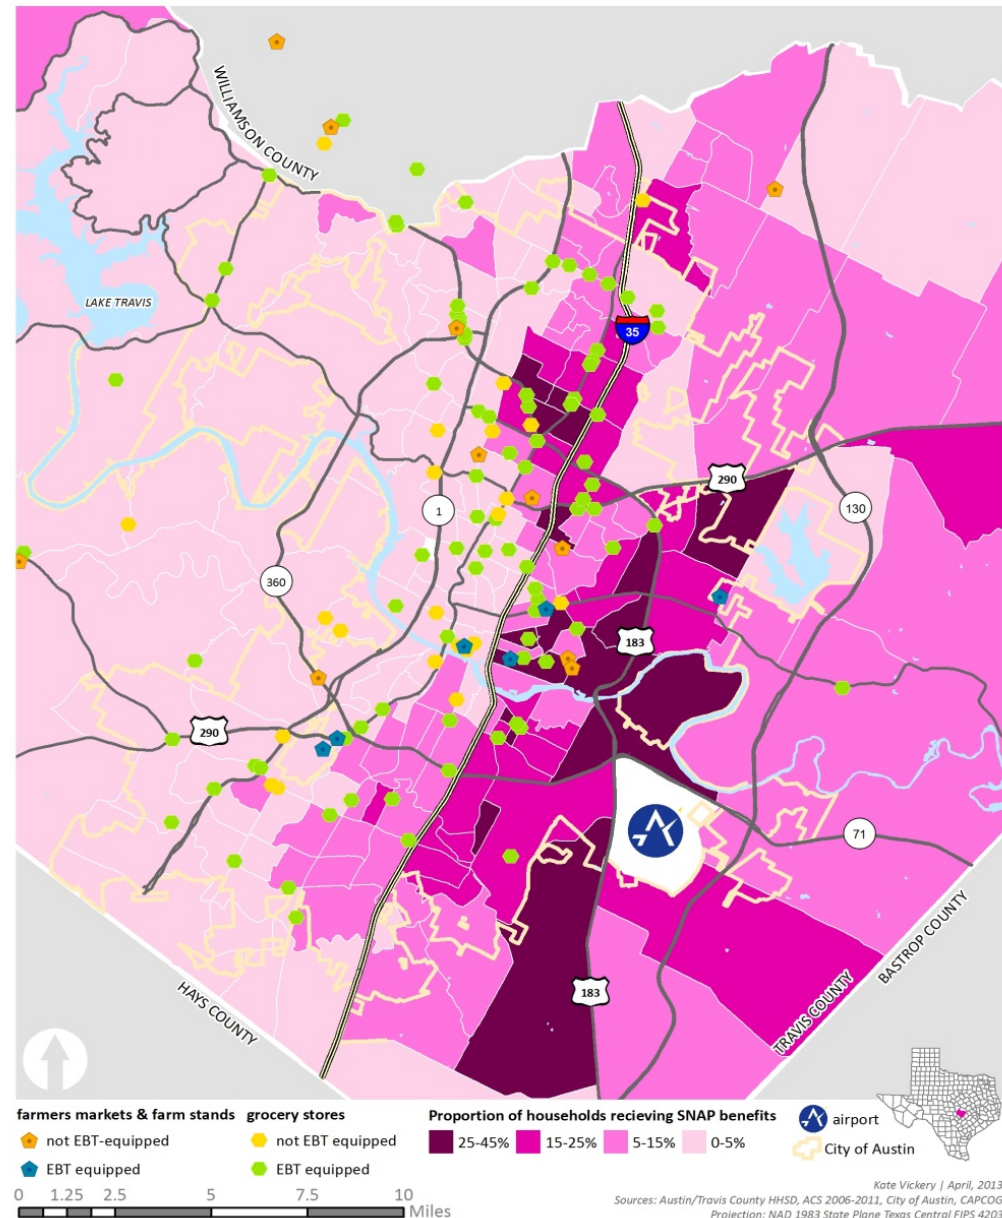 WILLIAMSON COUNTY
LAKE TRAVIS
35
290
130
1
360
183
290
71
183
HAYS COUNTY
TRAVIS COUNTY
BASTROP COUNTY
farmers markets & farm stands
not EBT-equipped
EBT equipped
grocery stores
not EBT equipped
EBT equipped
Proportion of households recieving SNAP benefits
25-45%
15-25%
5-15%
0-5%
airport
City of Austin
0 1.25 2.5 5 7.5 10
Miles
Kate Vickery | April, 2013
Sources: Austin/Travis County HHSD, ACS 2006-2011, City of Austin, CAPCOG
Projection: NAD 1983 State Plane Texas Central FIPS 4203